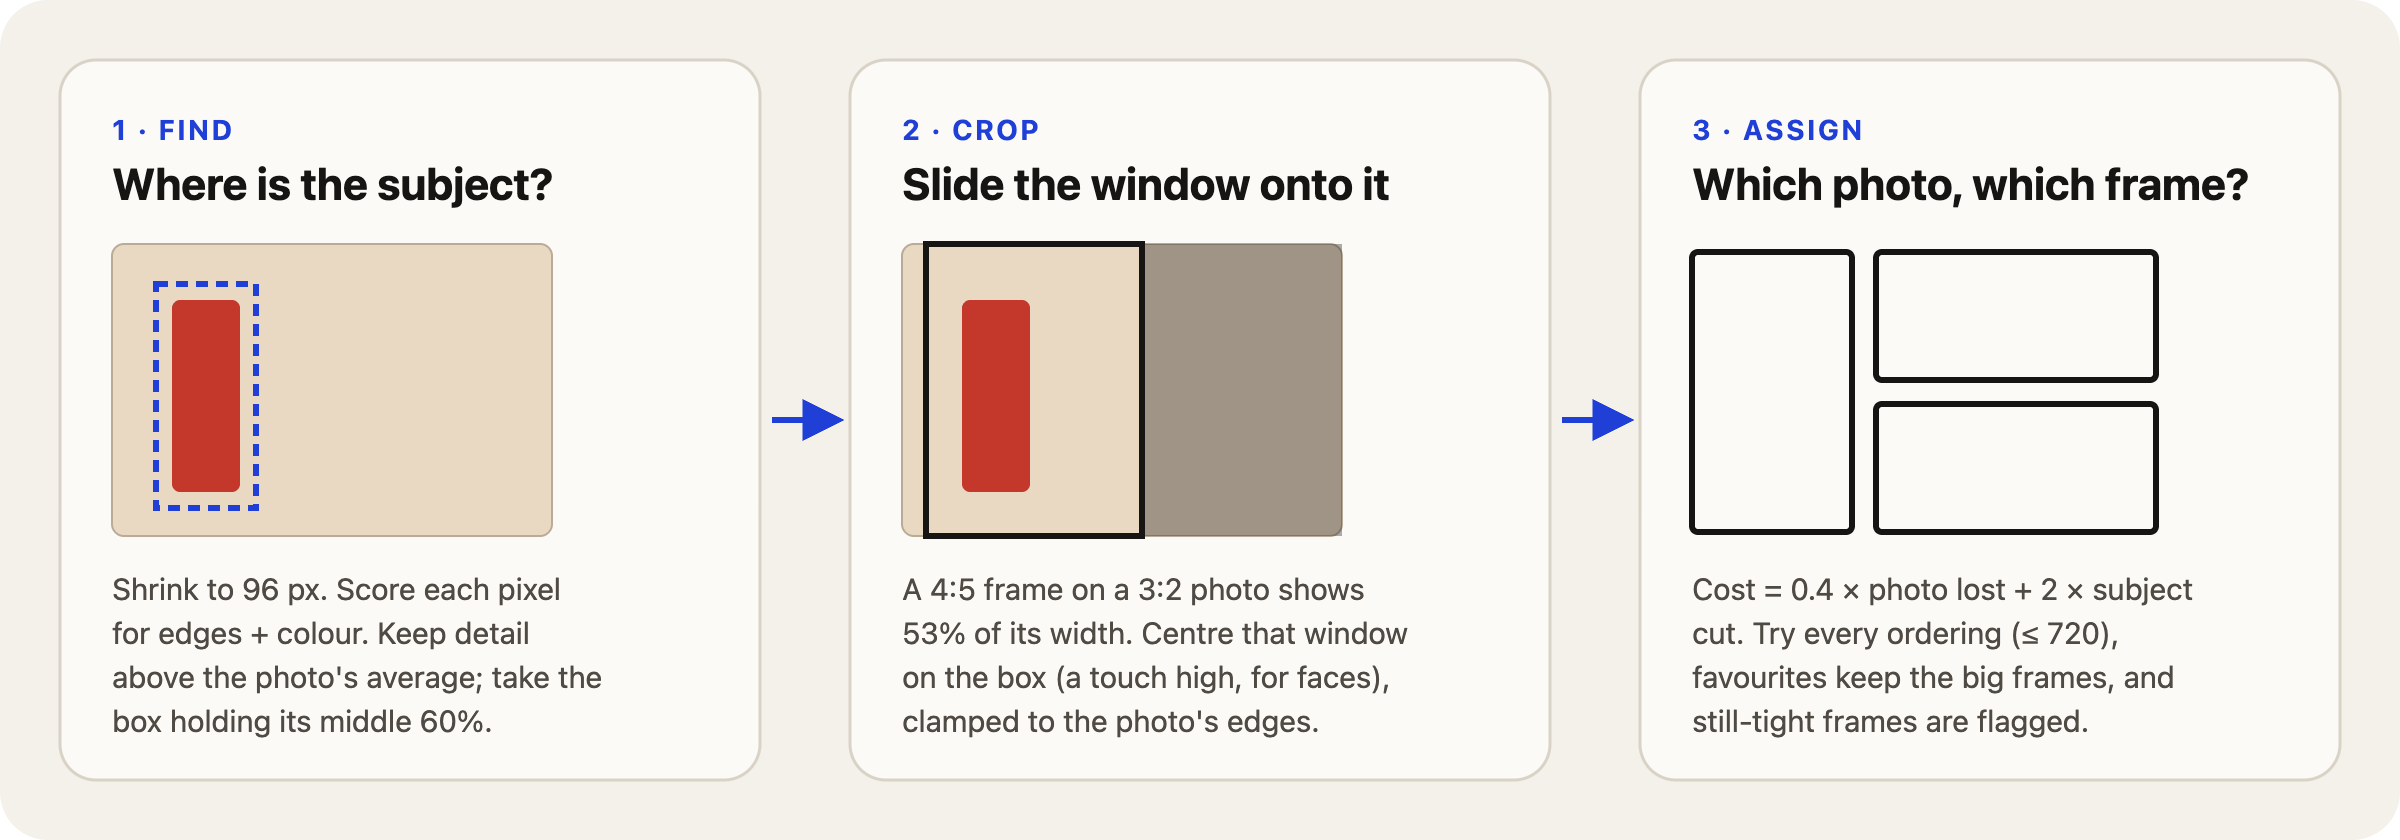 1 · FIND
Where is the subject?
Shrink to 96 px. Score each pixel
for edges + colour. Keep detail
above the photo's average; take the
box holding its middle 60%.
2 · CROP
Slide the window onto it
A 4:5 frame on a 3:2 photo shows
53% of its width. Centre that window
on the box (a touch high, for faces),
clamped to the photo's edges.
3 · ASSIGN
Which photo, which frame?
Cost = 0.4 × photo lost + 2 × subject
cut. Try every ordering (≤ 720),
favourites keep the big frames, and
still-tight frames are flagged.